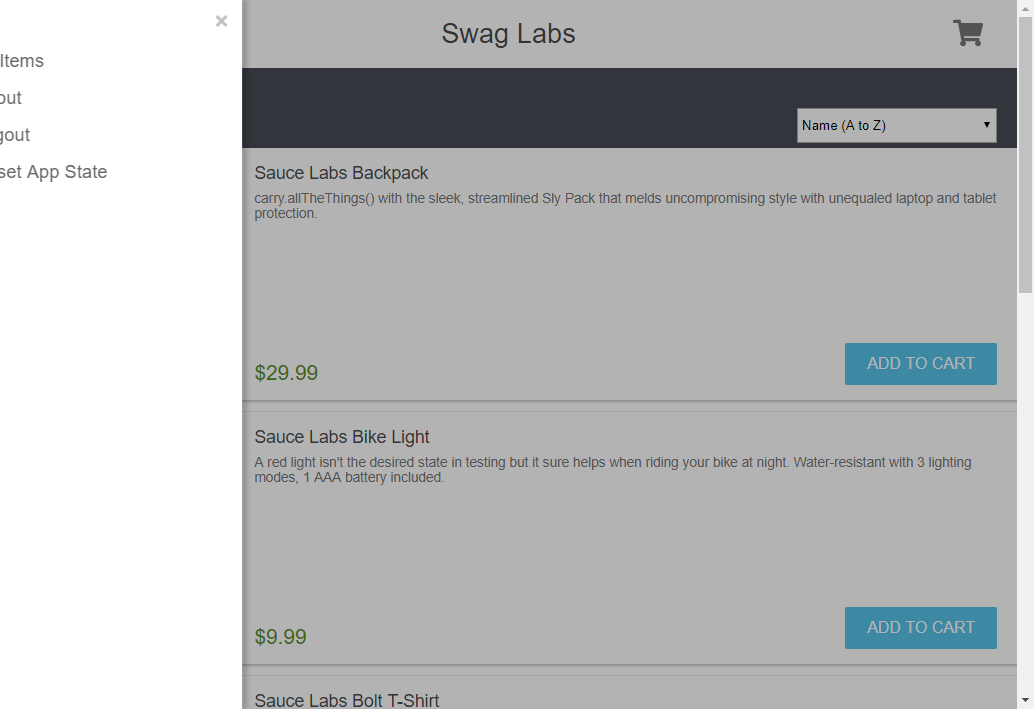 Items
out
gout
set App State
Swag Labs
Name (A to Z)
Sauce Labs Backpack
carry.allTheThings() with the sleek, streamlined Sly Pack that melds uncompromising style with unequaled laptop and tablet
protection.
$29.99
ADD TO CART
Sauce Labs Bike Light
A red light isn't the desired state in testing but it sure helps when riding your bike at night. Water-resistant with 3 lighting
modes, 1 AAA battery included.
$9.99
ADD TO CART
Sauce Labs Bolt T-Shirt